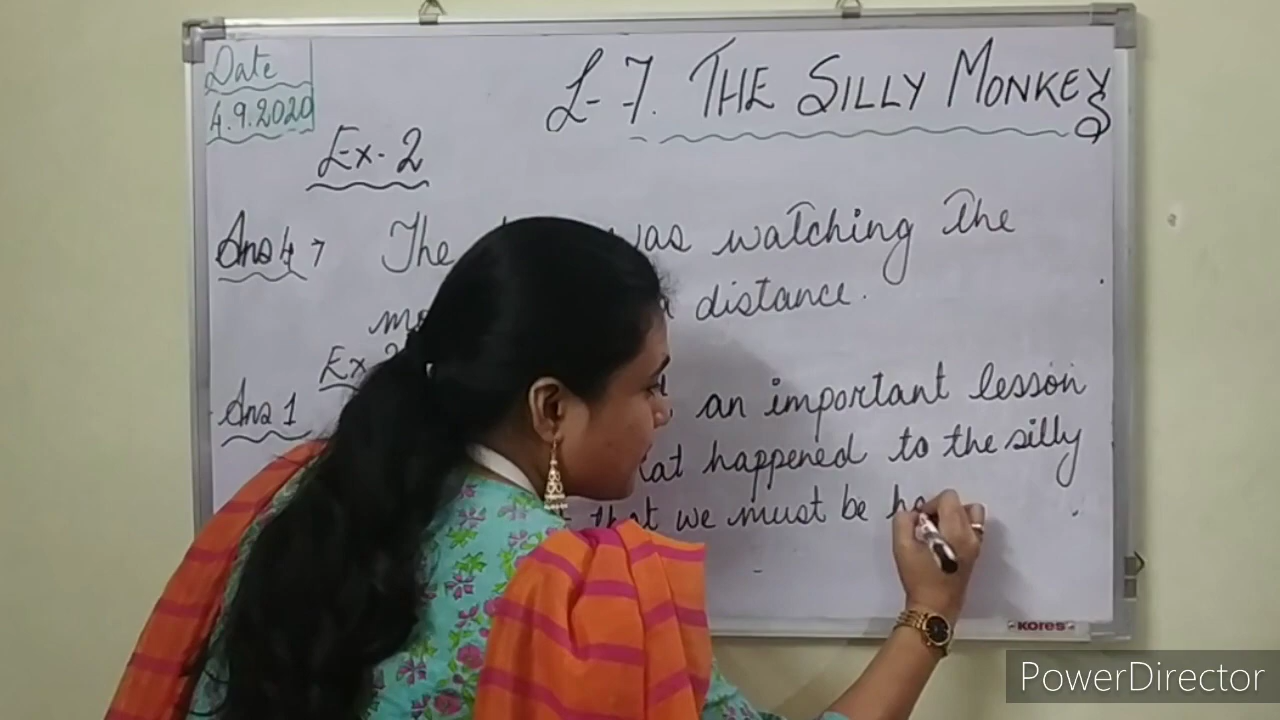 Date
4.9.2020
L-7. THE SILLY MONKEY
Ex-2
Ans 4 → The was watching the
distance.
Ex-
Ans 1 an important lesson
happened to the silly
that we must be
KORES
PowerDirector